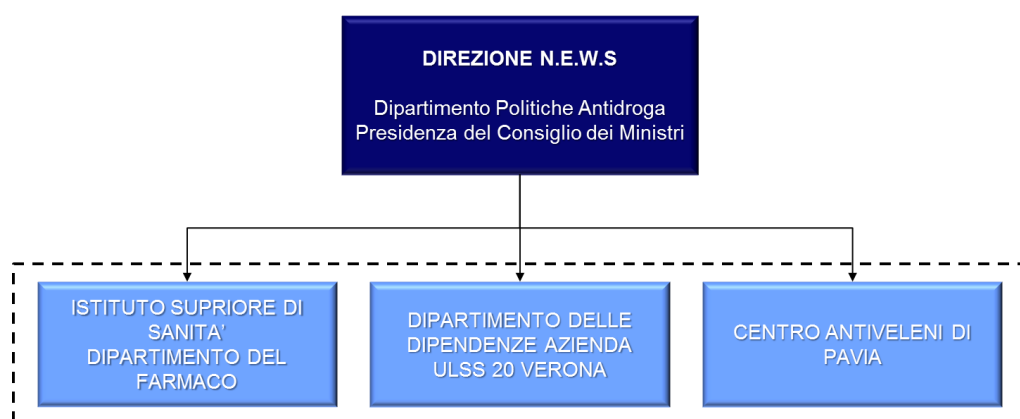 DIREZIONE N.E.W.S
Dipartimento Politiche Antidroga
Presidenza del Consiglio dei Ministri
ISTITUTO SUPRIORE DI
SANITA’
DIPARTIMENTO DEL
FARMACO
DIPARTIMENTO DELLE
DIPENDENZE AZIENDA
ULSS 20 VERONA
CENTRO ANTIVELENI DI
PAVIA